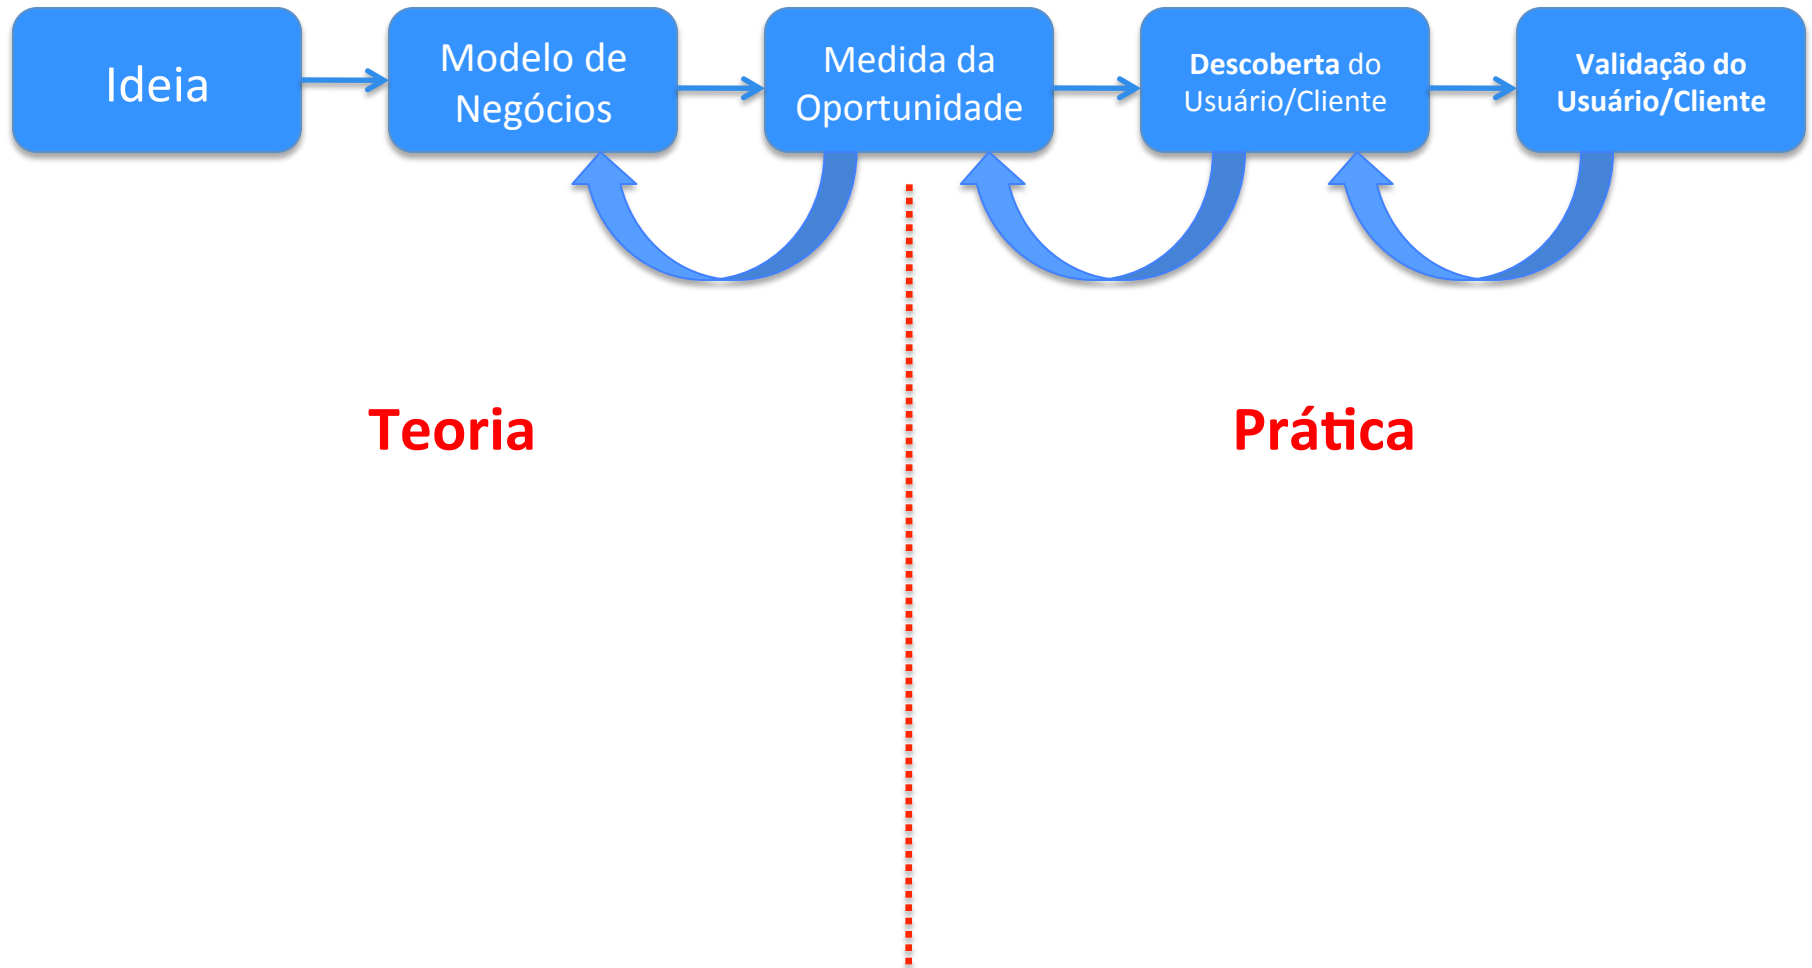 Ideia
Modelo de
Negócios
Medida da
Oportunidade
Descoberta do
Usuário/Cliente
Validação do
Usuário/Cliente
Teoria
Prática